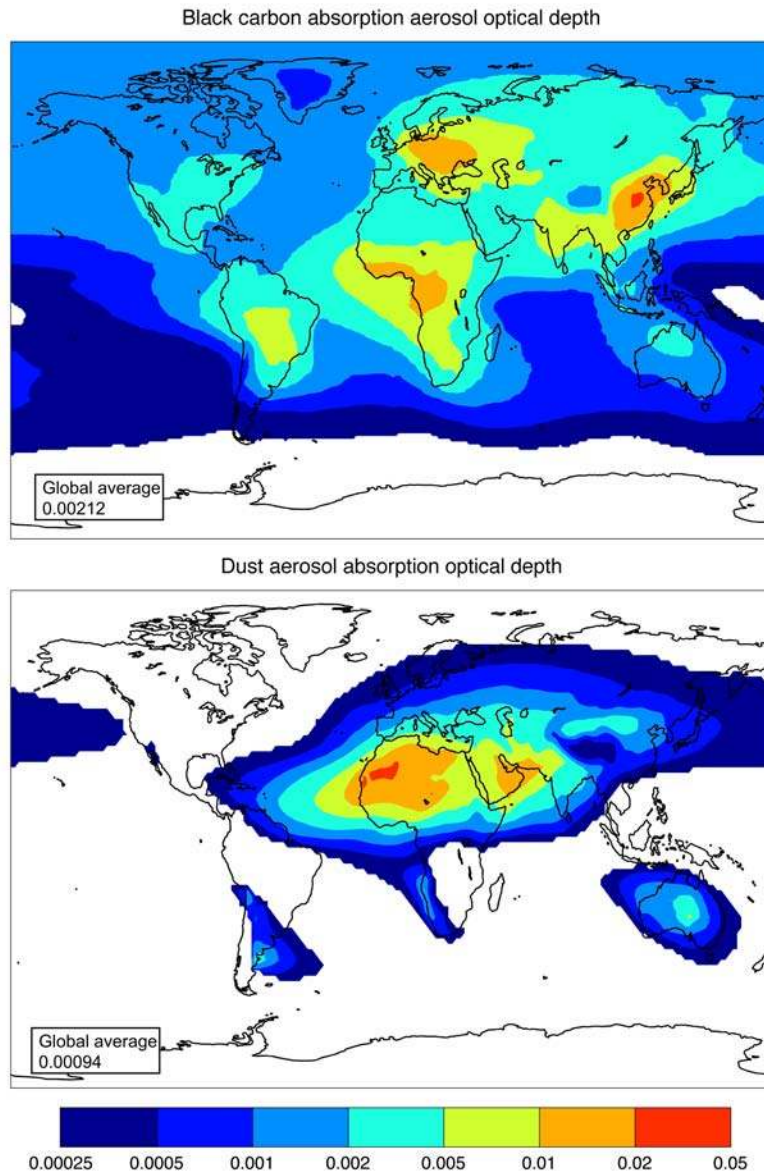 Black carbon absorption aerosol optical depth
Global average
0.00212
Dust aerosol absorption optical depth
Global average
0.00094
0.00025 0.0005 0.001 0.002 0.005 0.01 0.02 0.05